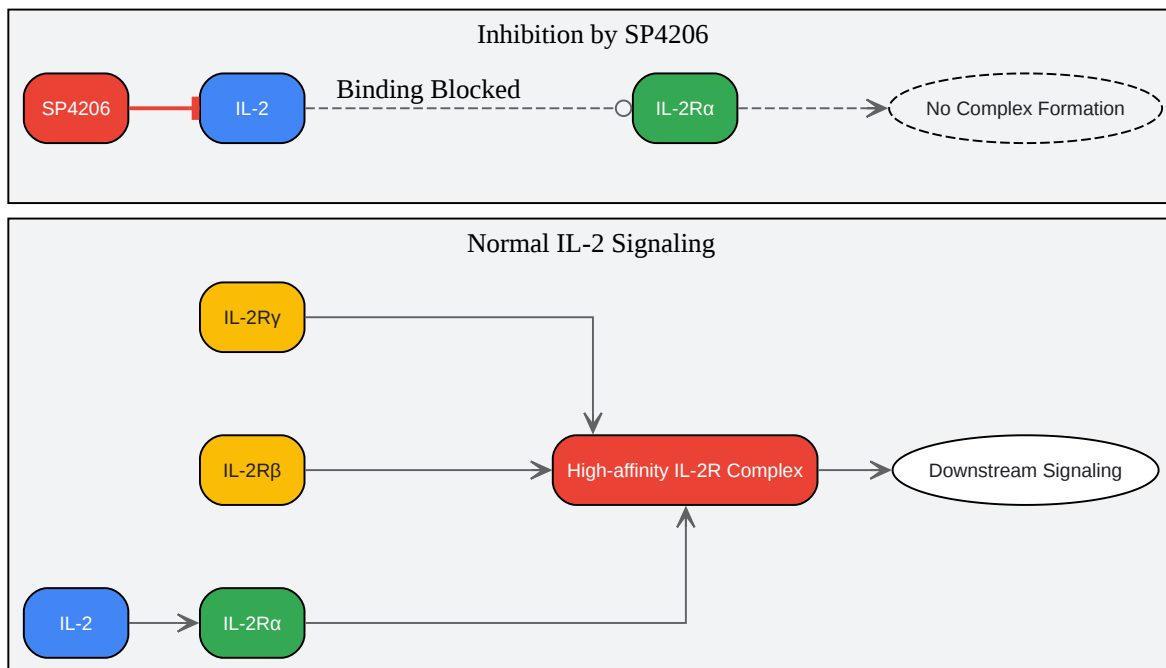 Inhibition by SP4206
SP4206
IL-2
Binding Blocked
IL-2Rα
No Complex Formation
Normal IL-2 Signaling
IL-2Rγ
IL-2Rβ
High-affinity IL-2R Complex
Downstream Signaling
IL-2
IL-2Rα